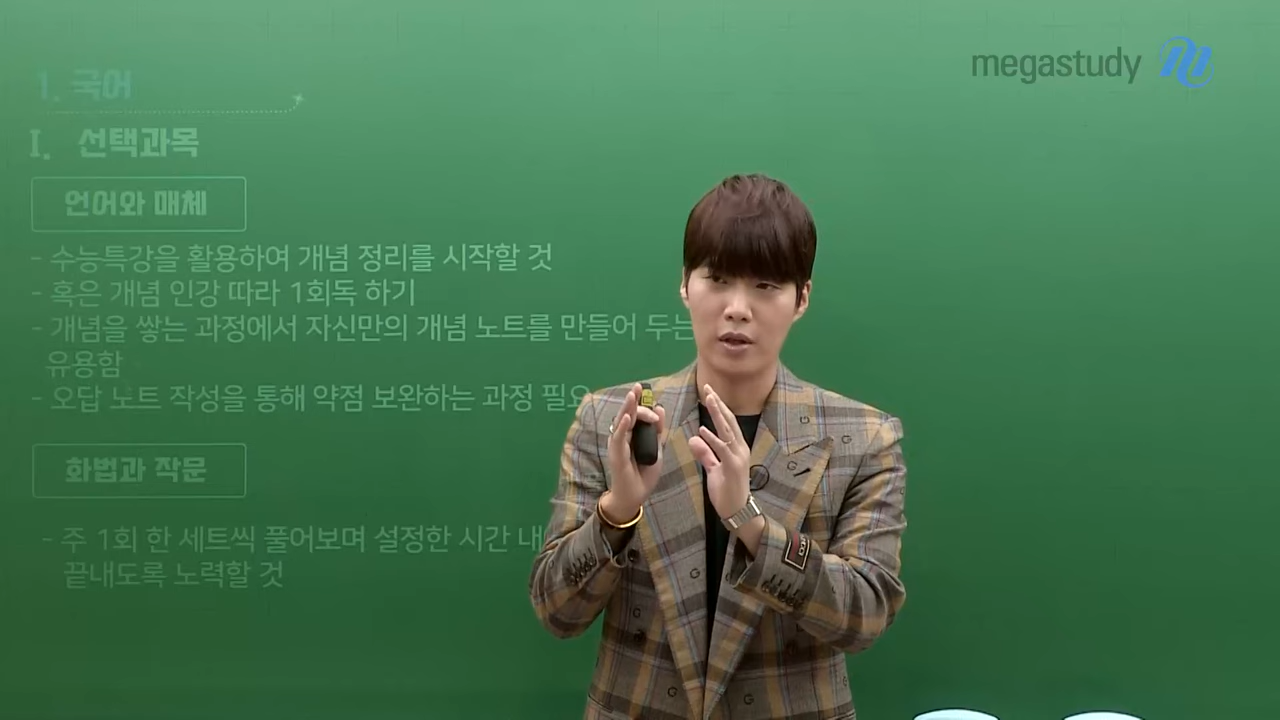 megastudy
1. 국어
I. 선택과목
언어와 매체
- 수능특강을 활용하여 개념 정리를 시작할 것
- 혹은 개념 인강 따라 1회독 하기
- 개념을 쌓는 과정에서 자신만의 개념 노트를 만들어 두는
유용함
- 오답 노트 작성을 통해 약점 보완하는 과정
화법과 작문
- 주 1회 한 세트씩 풀어보며 설정한 시간
끝내도록 노력할 것